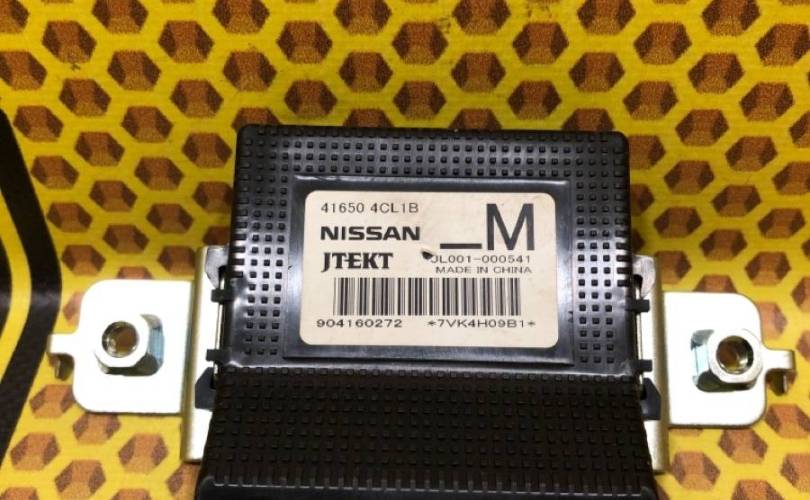 41650 4CL1B
_M
NISSAN
JTEKT
JL001-000541
MADE IN CHINA
904160272 *7VK4H09B1*